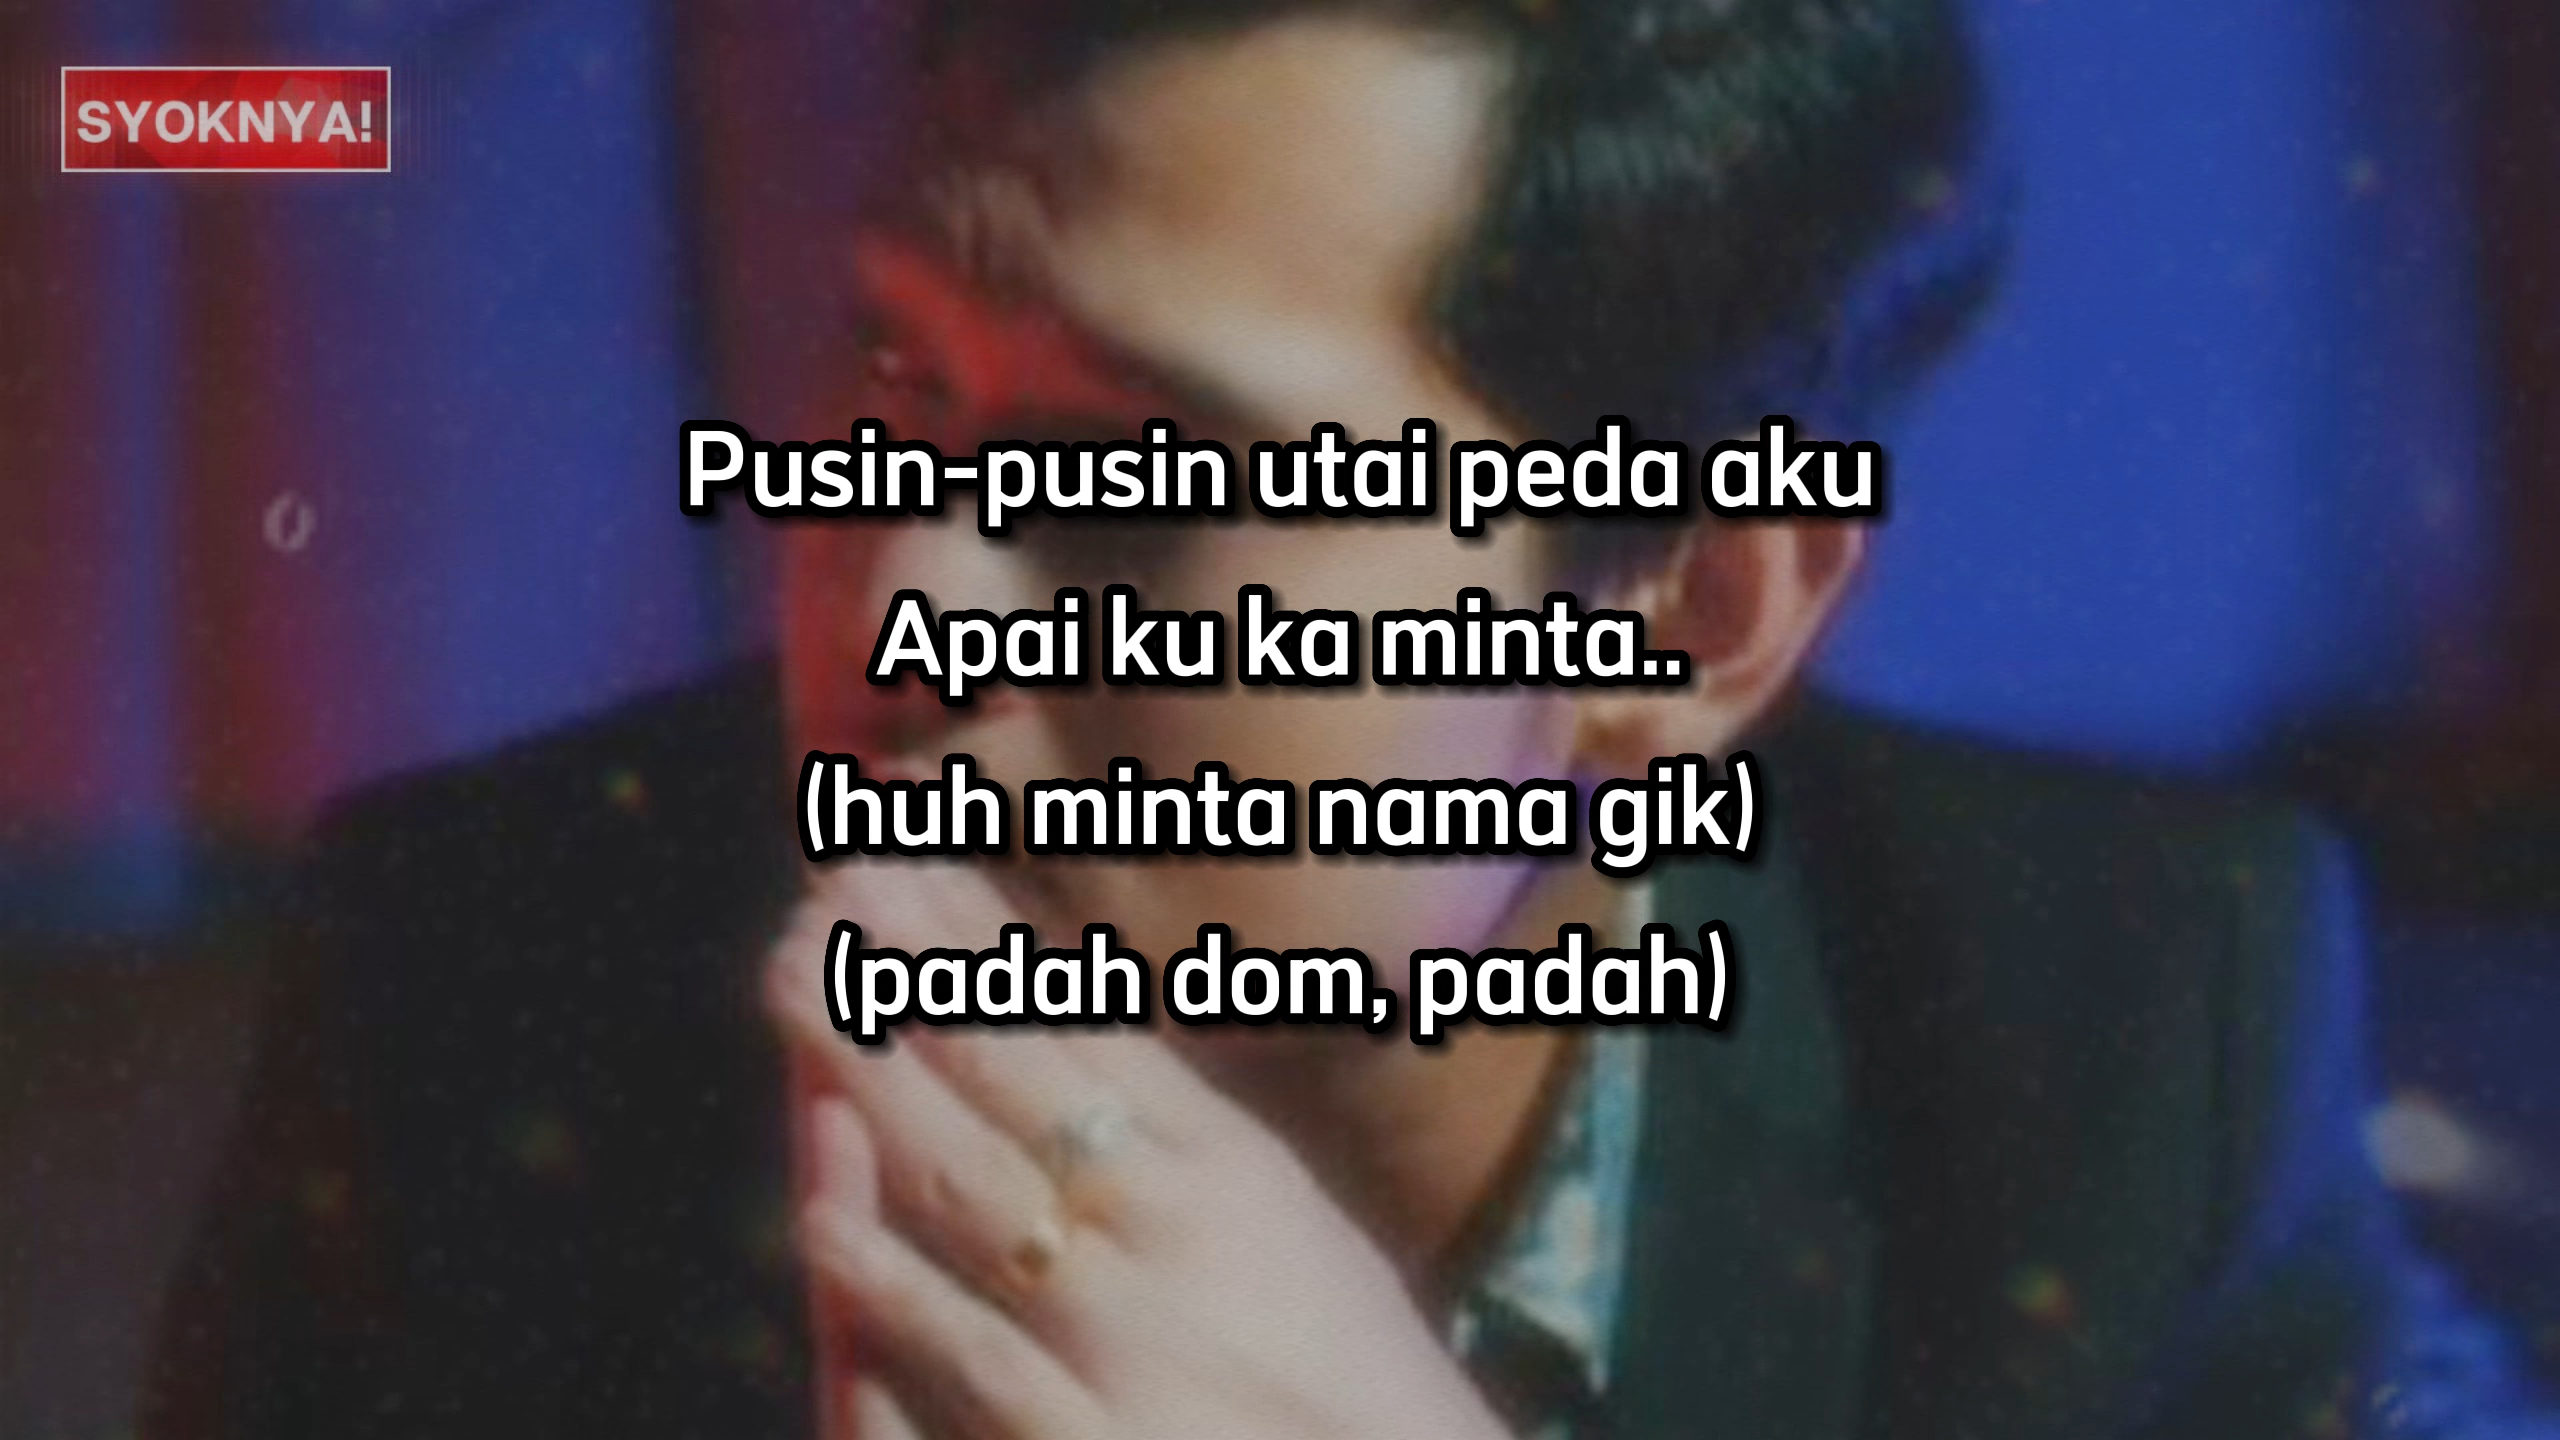 SYOKNYA!
Pusin-pusin utai peda aku
Apai ku ka minta..
(huh minta nama gik)
(padah dom, padah)